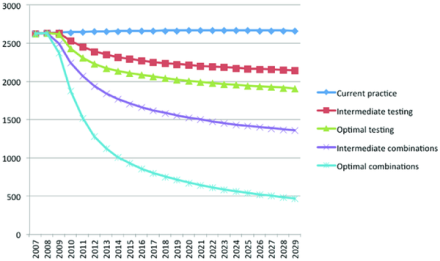 3000
2500
2000
1500
1000
500
0
2007 2008 2009 2010 2011 2012 2013 2014 2015 2016 2017 2018 2019 2020 2021 2022 2023 2024 2025 2026 2027 2028 2029
Current practice
Intermediate testing
Optimal testing
Intermediate combinations
Optimal combinations